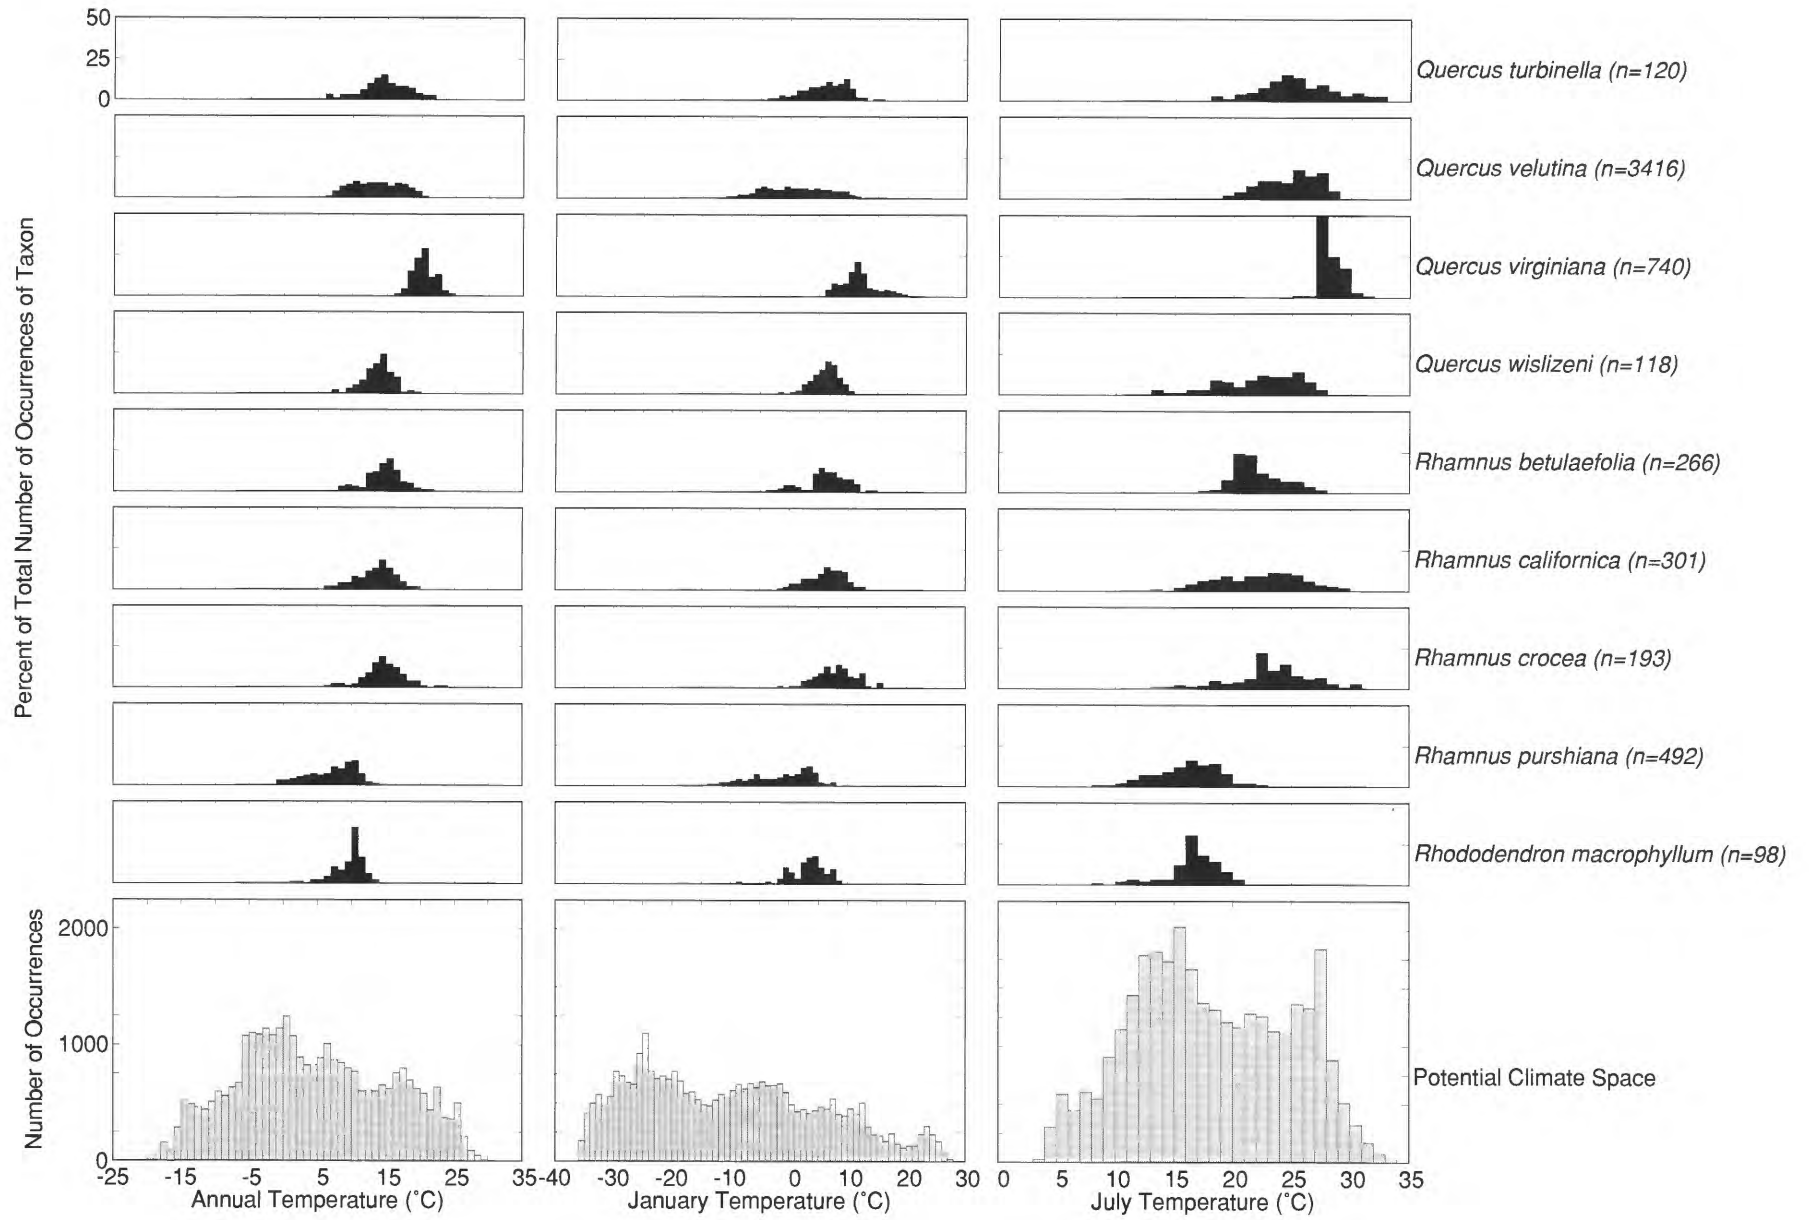 50
25
0
Quercus turbinella (n=120)
Quercus velutina (n=3416)
Quercus virginiana (n=740)
Quercus wislizeni (n=118)
Rhamnus betulaefolia (n=266)
Rhamnus californica (n=301)
Rhamnus crocea (n=193)
Rhamnus purshiana (n=492)
Rhododendron macrophyllum (n=98)
Percent of Total Number of Occurrences of Taxon
Number of Occurrences
2000
1000
0
Potential Climate Space
-25 -15 -5 5 15 25 35
-40 -30 -20 -10 0 10 20 30
0 5 10 15 20 25 30 35
Annual Temperature (°C)
January Temperature (°C)
July Temperature (°C)